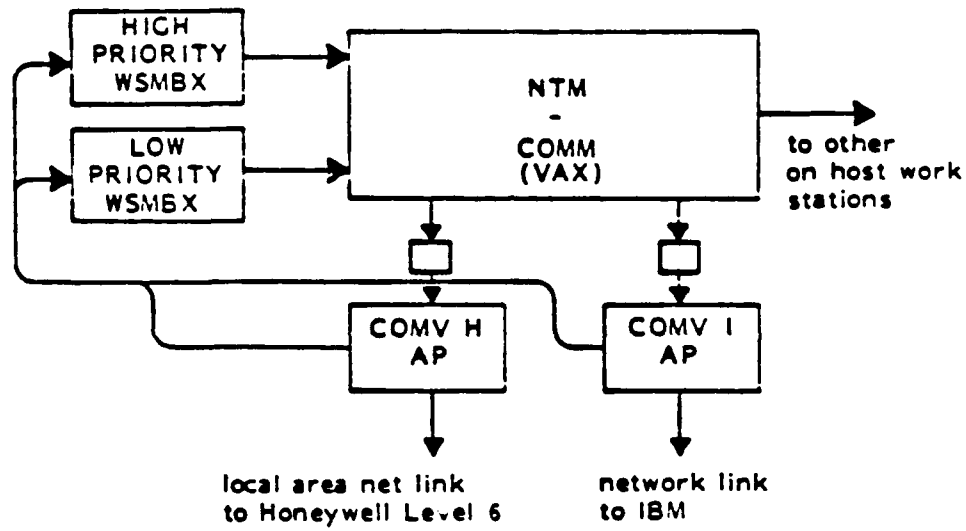 HIGH
PRIORITY
WSMBX
LOW
PRIORITY
WSMBX
NTM
-
COMM
(VAX)
to other
on host work
stations
COMV H
AP
COMV I
AP
local area net link
to Honeywell Level 6
network link
to IBM